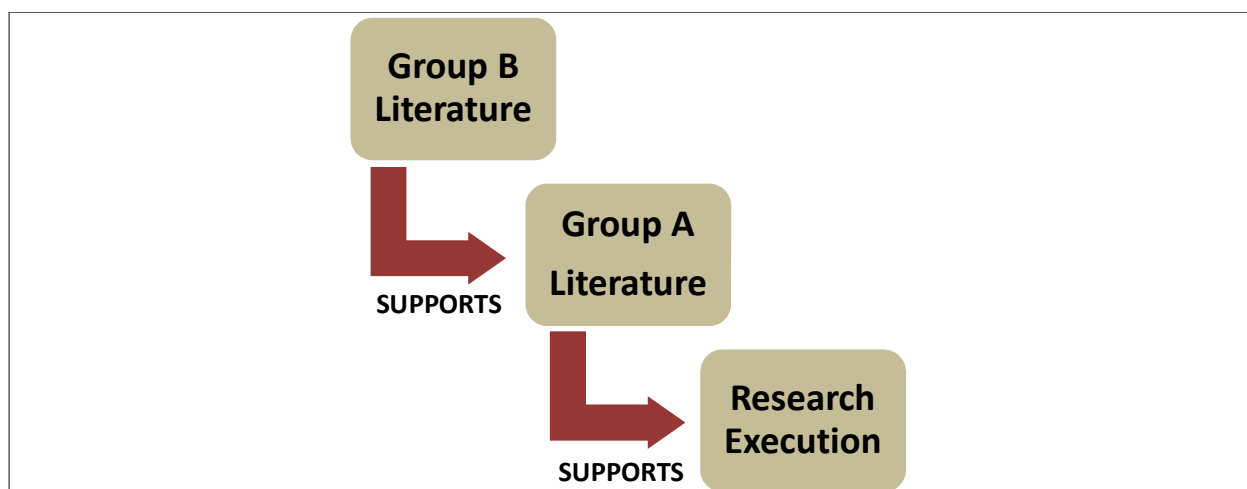 Group B
Literature
Group A
Literature
SUPPORTS
Research
Execution
SUPPORTS